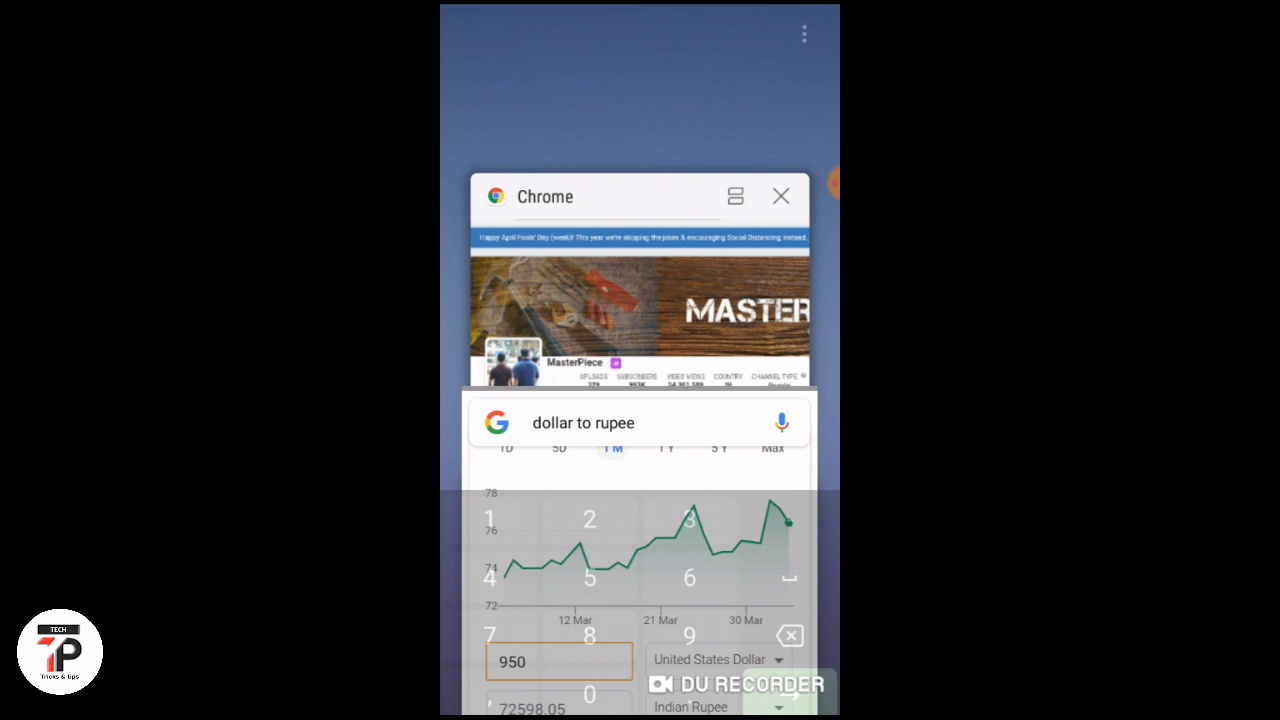 Chrome
Happy April Fools' Day (week)! This year we're skipping the jokes & encouraging Social Distancing instead.
MASTER
MasterPiece
UPLOADS SUBSCRIBERS VIDEO VIEWS COUNTRY CHANNEL TYPE
dollar to rupee
1D 5D 1 M 1 Y 5 Y Max
78
76
74
72
12 Mar 21 Mar 30 Mar
1 2 3
4 5 6
7 8 9
0
950 United States Dollar
72598.05 Indian Rupee
DU RECORDER
TECH
TP
Tricks & tips